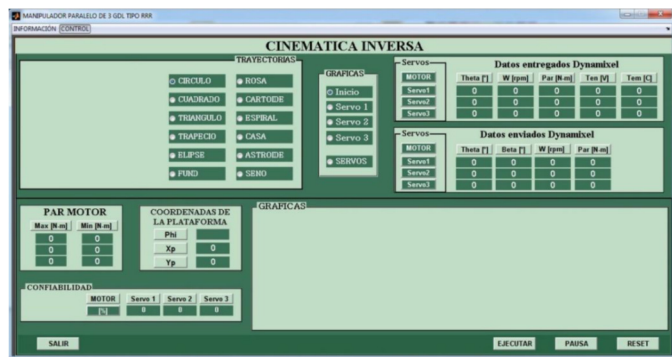 MANIPULADOR PARALELO DE 3 GDL TIPO RRR
INFORMACIÓN CONTROL
CINEMATICA INVERSA
TRAYECTORIAS
CIRCULO ROSA
CUADRADO CARTOIDE
TRIANGULO ESPIRAL
TRAPECIO CASA
ELIPSE ASTROIDE
FUND SENO
GRAFICAS
Inicio
Servo 1
Servo 2
Servo 3
SERVOS
Servos
Datos entregados Dynamixel
MOTOR Theta [°] W [rpm] Par [N-m] Ten [V] Tem [C]
Servo1 0 0 0 0 0
Servo2 0 0 0 0 0
Servo3 0 0 0 0 0
Servos
Datos enviados Dynamixel
MOTOR Theta [°] Beta [°] W [rpm] Par [N-m]
Servo1 0 0 0 0
Servo2 0 0 0 0
Servo3 0 0 0 0
PAR MOTOR
Max [N-m] Min [N-m]
0 0
0 0
0 0
COORDENADAS DE
LA PLATAFORMA
Phi
Xp 0
Yp 0
GRAFICAS
CONFIABILIDAD
MOTOR Servo 1 Servo 2 Servo 3
[%] 0 0 0
SALIR
EJECUTAR PAUSA RESET